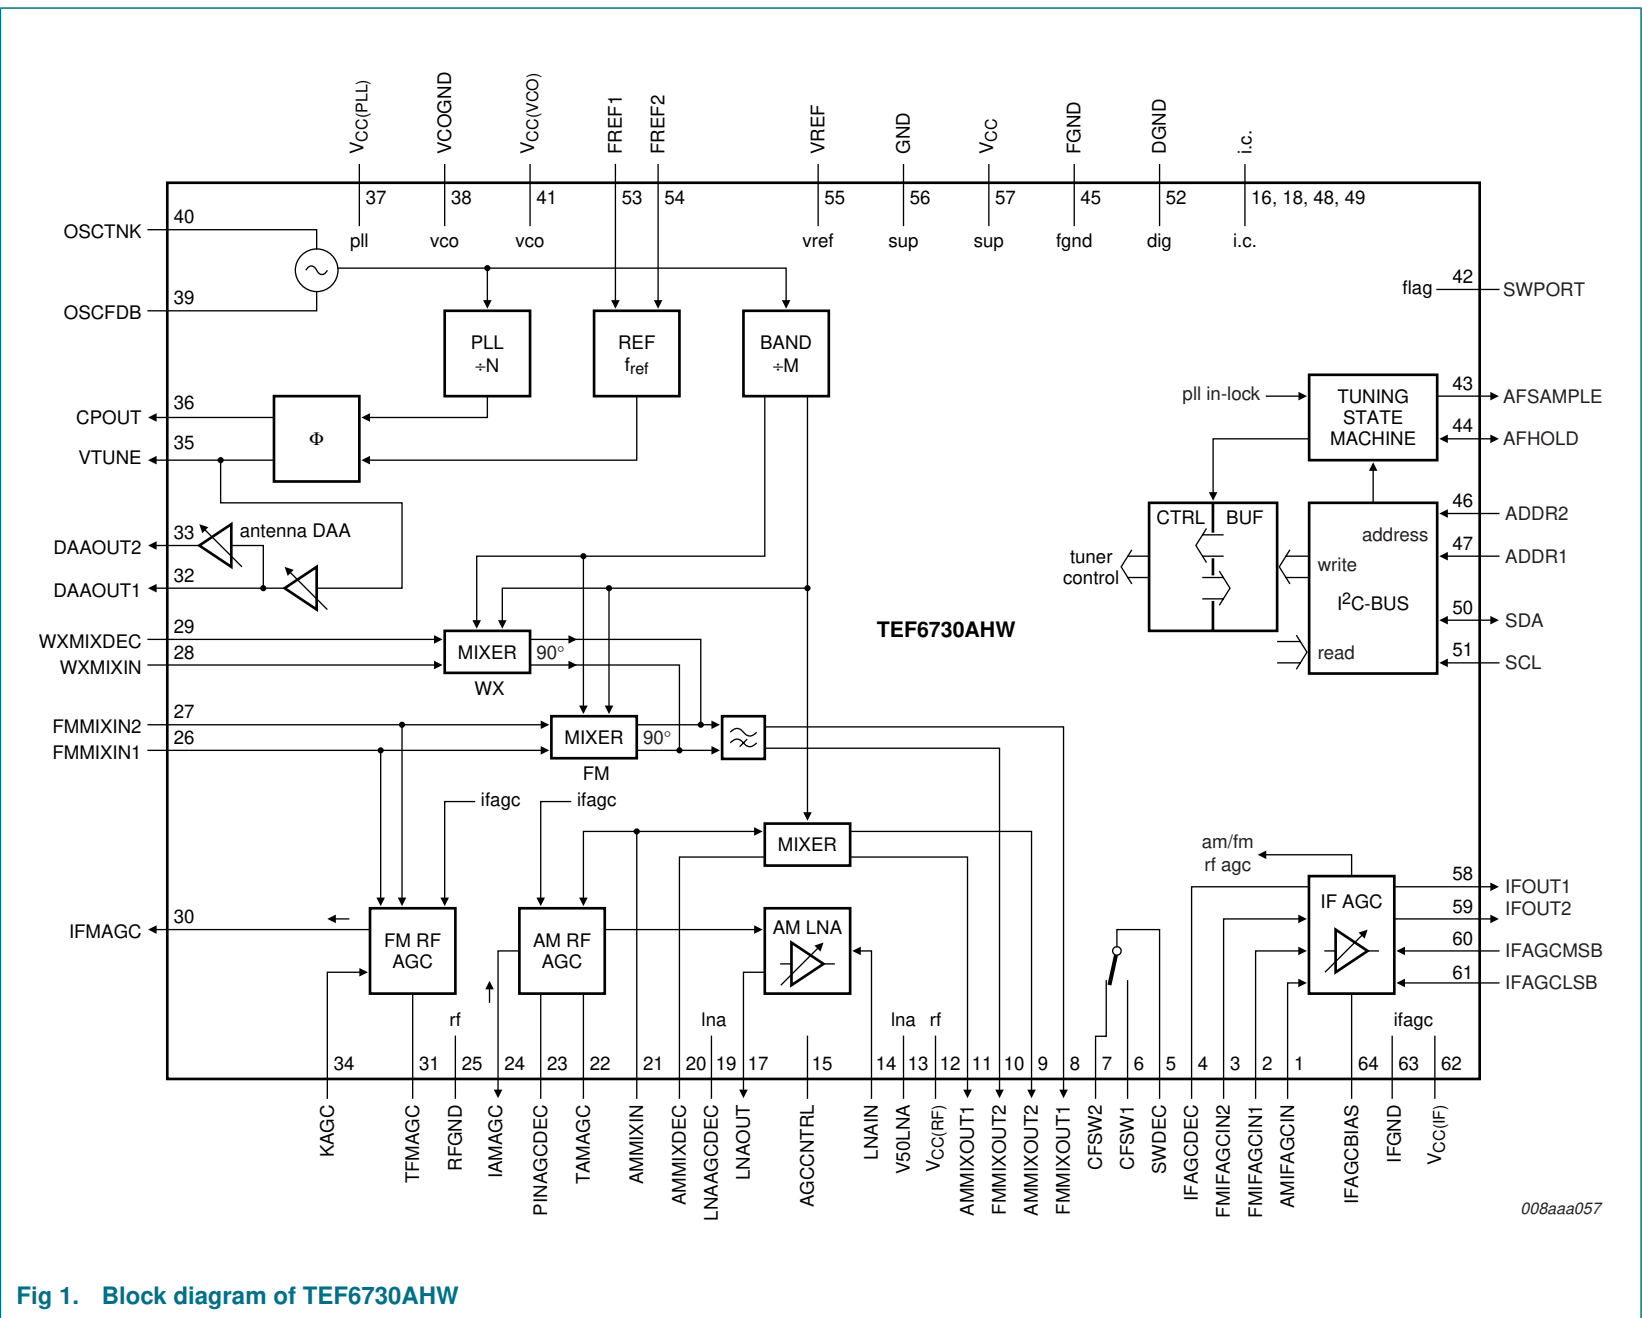 VCC(PLL)
VCOGND
VCC(VCO)
FREF1
FREF2
VREF
GND
VCC
FGND
DGND
i.c.
37
38
41
53
54
55
56
57
45
52
16, 18, 48, 49
pll
vco
vco
vref
sup
sup
fgnd
dig
i.c.
OSCTNK
40
OSCFDB
39
flag
42
SWPORT
PLL
÷N
REF
fref
BAND
÷M
CPOUT
36
VTUNE
35
Φ
pll in-lock
TUNING
STATE
MACHINE
43
AFSAMPLE
44
AFHOLD
DAAOUT2
33
antenna DAA
DAAOUT1
32
CTRL
BUF
tuner
control
address
write
I2C-BUS
read
46
ADDR2
47
ADDR1
50
SDA
51
SCL
TEF6730AHW
WXMIXDEC
29
WXMIXIN
28
MIXER
90°
WX
FMMIXIN2
27
FMMIXIN1
26
MIXER
90°
FM
ifagc
ifagc
MIXER
am/fm
rf agc
IFMAGC
30
FM RF
AGC
AM RF
AGC
AM LNA
IF AGC
58
IFOUT1
59
IFOUT2
60
IFAGCMSB
61
IFAGCLSB
rf
lna
lna
rf
ifagc
34
31
25
24
23
22
21
20
19
17
15
14
13
12
11
10
9
8
7
6
5
4
3
2
1
64
63
62
KAGC
TFMAGC
RFGND
IAMAGC
PINAGCDEC
TAMAGC
AMMIXIN
AMMIXDEC
LNAAGCDEC
LNAOUT
AGCCNTRL
LNAIN
V50LNA
VCC(RF)
AMMIXOUT1
FMMIXOUT2
AMMIXOUT2
FMMIXOUT1
CFSW2
CFSW1
SWDEC
IFAGCDEC
FMIFAGCIN2
FMIFAGCIN1
AMIFAGCIN
IFAGCBIAS
IFGND
VCC(IF)
008aaa057
Fig 1. Block diagram of TEF6730AHW